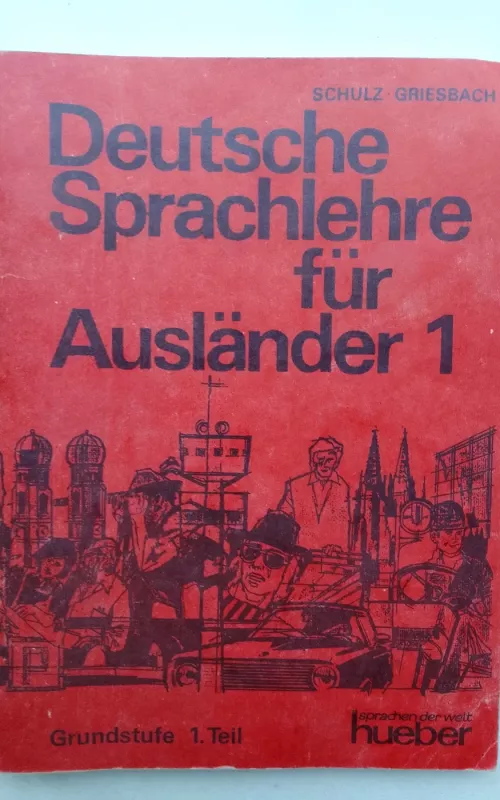 SCHULZ · GRIESBACH
Deutsche
Sprachlehre
für
Ausländer 1
P
sprachen der welt
Grundstufe 1. Teil
hueber